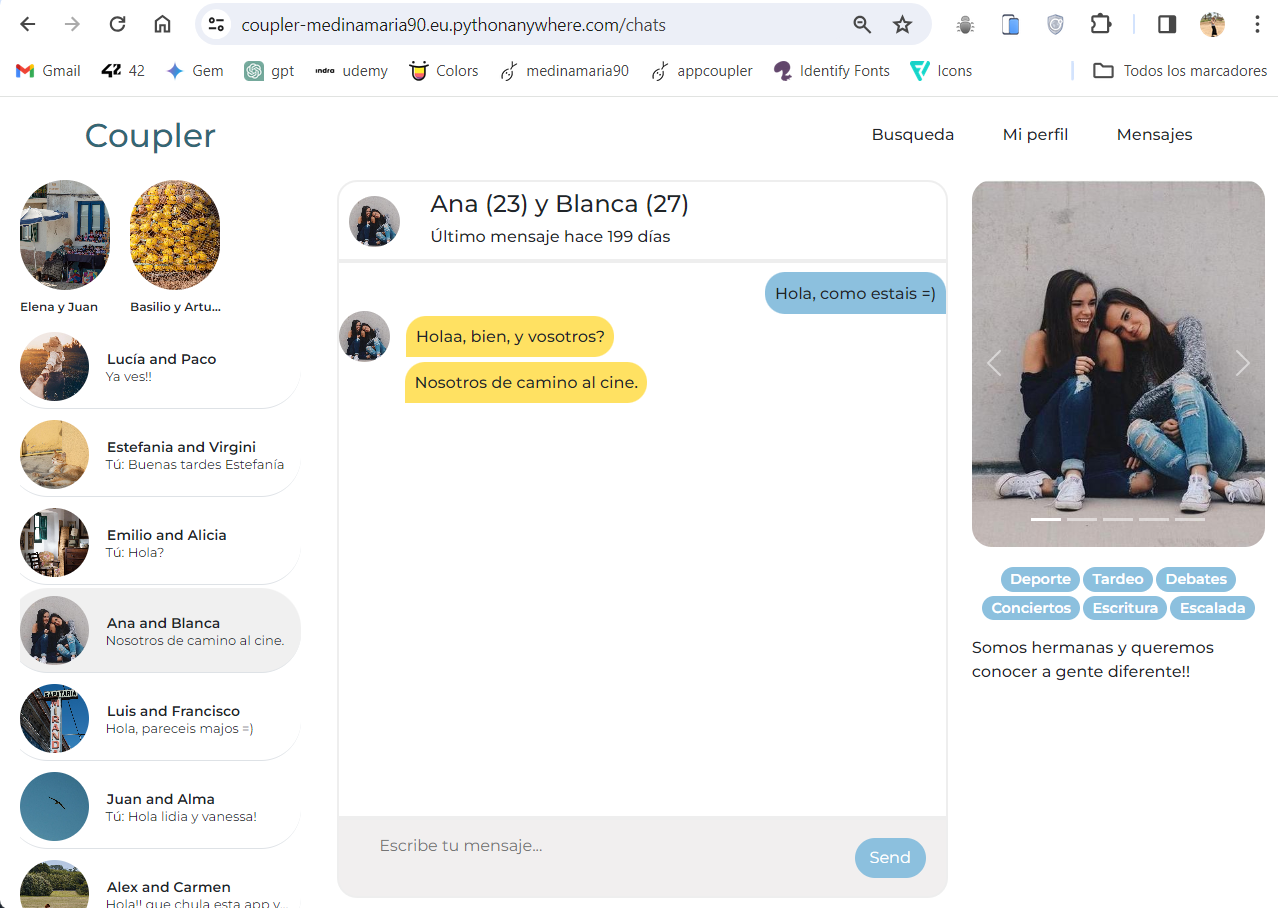 coupler-medinamaria90.eu.pythonanywhere.com/chats
Gmail 42 Gem gpt indra udemy Colors medinamaria90 appcoupler Identify Fonts Icons Todos los marcadores
Coupler
Busqueda Mi perfil Mensajes
Elena y Juan
Basilio y Artu...
Lucía and Paco
Ya ves!!
Estefania and Virgini
Tú: Buenas tardes Estefanía
Emilio and Alicia
Tú: Hola?
Ana and Blanca
Nosotros de camino al cine.
Luis and Francisco
Hola, pareceis majos =)
Juan and Alma
Tú: Hola lidia y vanessa!
Alex and Carmen
Hola!! que chula esta app y...
Ana (23) y Blanca (27)
Último mensaje hace 199 días
Hola, como estais =)
Holaa, bien, y vosotros?
Nosotros de camino al cine.
Escribe tu mensaje...
Send
Deporte Tardeo Debates
Conciertos Escritura Escalada
Somos hermanas y queremos
conocer a gente diferente!!